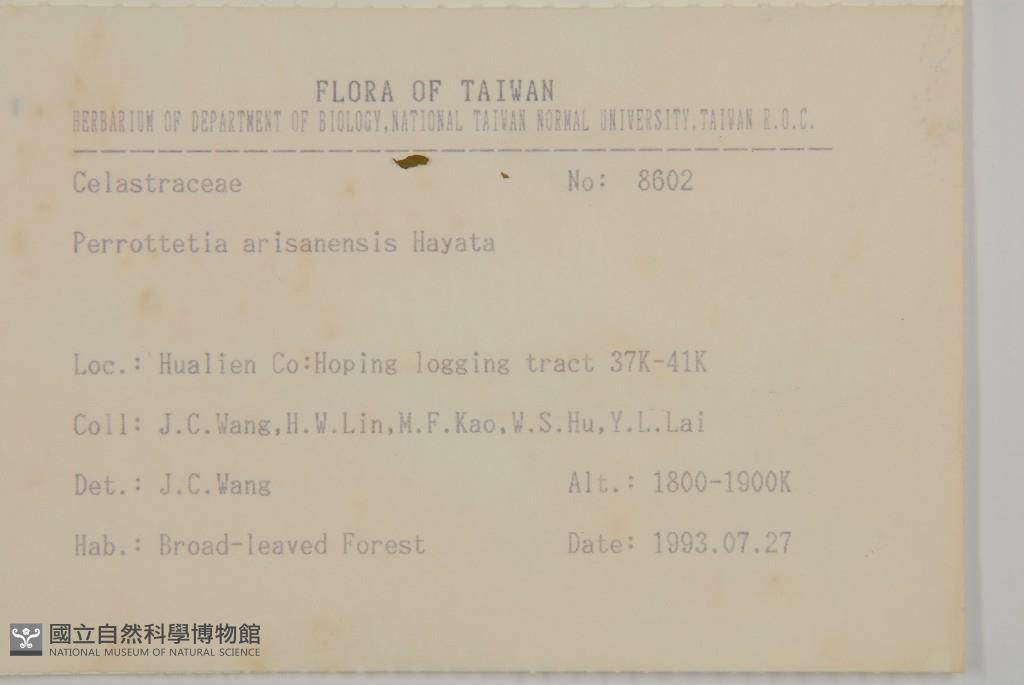 FLORA OF TAIWAN
HERBARIUM OF DEPARTMENT OF BIOLOGY,NATIONAL TAIWAN NORMAL UNIVERSITY,TAIWAN R.O.C.
Celastraceae No: 8602
Perrottetia arisanensis Hayata
Loc.: Hualien Co:Hoping logging tract 37K-41K
Coll: J.C.Wang,H.W.Lin,M.F.Kao,W.S.Hu,Y.L.Lai
Det.: J.C.Wang Alt.: 1800-1900K
Hab.: Broad-leaved Forest Date: 1993.07.27
國立自然科學博物館
NATIONAL MUSEUM OF NATURAL SCIENCE